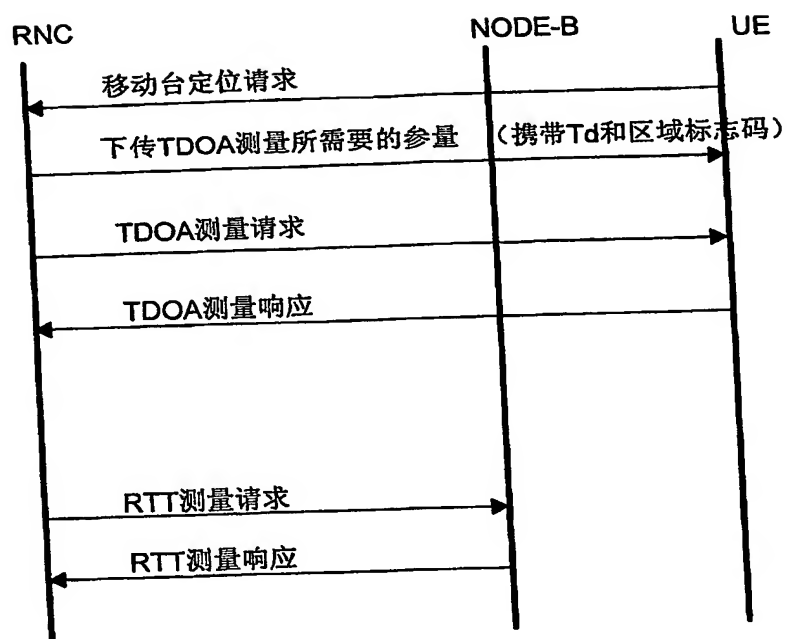 RNC NODE-B UE
移动台定位请求
下传TDOA测量所需要的参量 （携带Td和区域标志码）
TDOA测量请求
TDOA测量响应
RTT测量请求
RTT测量响应